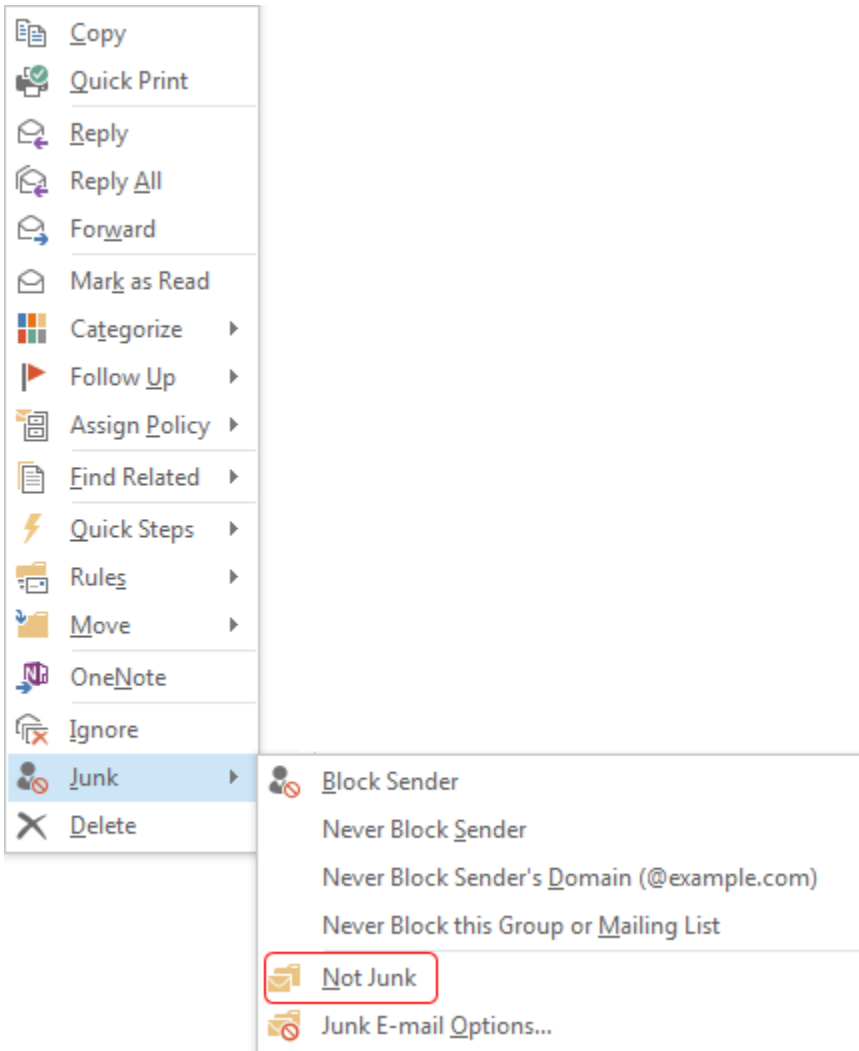 Copy
Quick Print
Reply
Reply All
Forward
Mark as Read
Categorize
Follow Up
Assign Policy
Find Related
Quick Steps
Rules
Move
OneNote
Ignore
Junk
Delete
Block Sender
Never Block Sender
Never Block Sender's Domain (@example.com)
Never Block this Group or Mailing List
Not Junk
Junk E-mail Options...